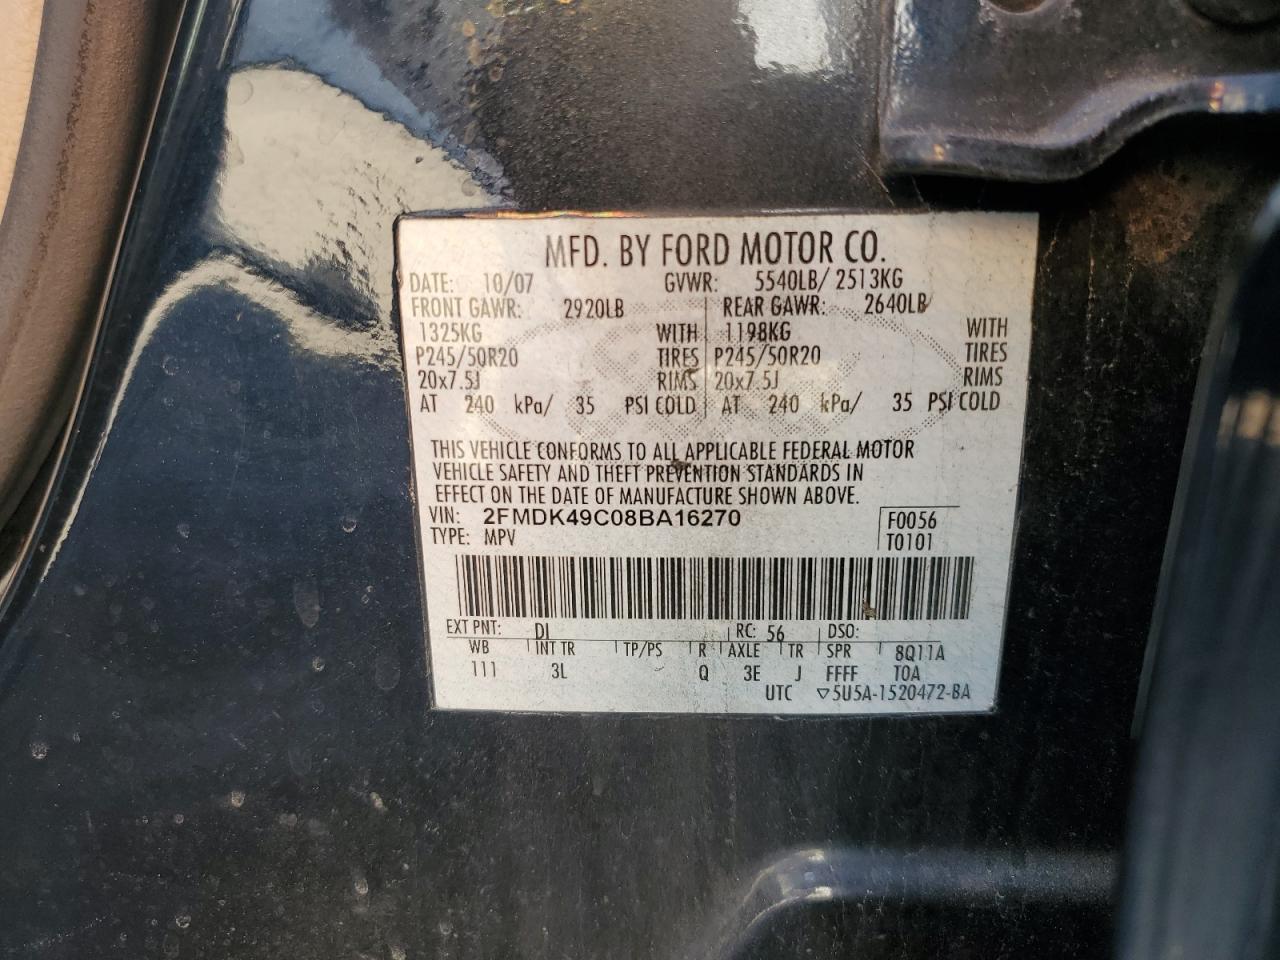 MFD. BY FORD MOTOR CO.
DATE: 10/07 GVWR: 5540LB/ 2513KG
FRONT GAWR: 2920LB REAR GAWR: 2640LB
1325KG WITH 1198KG WITH
P245/50R20 TIRES P245/50R20 TIRES
20x7.5J RIMS 20x7.5J RIMS
AT 240 kPa/ 35 PSI COLD AT 240 kPa/ 35 PSI COLD
THIS VEHICLE CONFORMS TO ALL APPLICABLE FEDERAL MOTOR
VEHICLE SAFETY AND THEFT PREVENTION STANDARDS IN
EFFECT ON THE DATE OF MANUFACTURE SHOWN ABOVE.
VIN: 2FMDK49C08BA16270 F0056
TYPE: MPV T0101
EXT PNT: DI RC: 56 DSO:
WB INT TR TP/PS R AXLE TR SPR 8Q11A
111 3L Q 3E J FFFF T0A
UTC ▽5U5A-1520472-BA